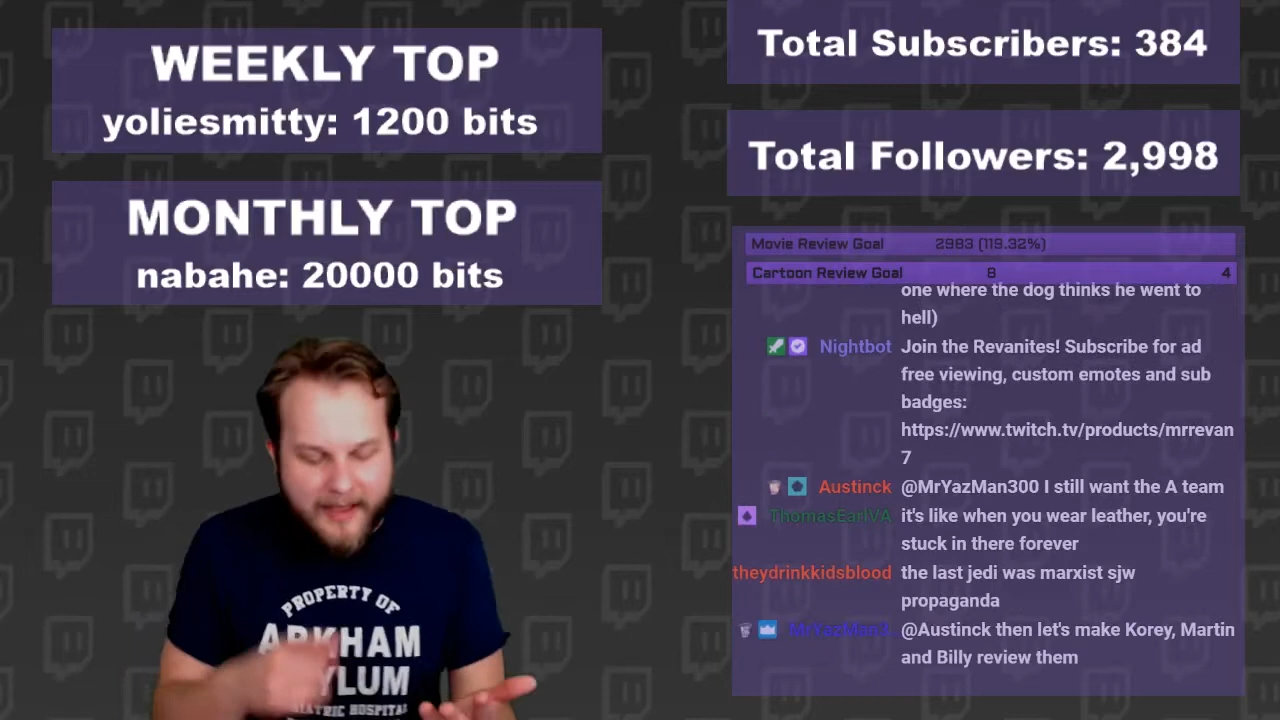 WEEKLY TOP
yoliesmitty: 1200 bits
MONTHLY TOP
nabahe: 20000 bits
Total Subscribers: 384
Total Followers: 2,998
Movie Review Goal 2983 (119.32%)
Cartoon Review Goal 8 4
one where the dog thinks he went to
hell)
Nightbot Join the Revanites! Subscribe for ad
free viewing, custom emotes and sub
badges:
https://www.twitch.tv/products/mrrevan
7
Austinck @MrYazMan300 I still want the A team
ThomasEarlVA it's like when you wear leather, you're
stuck in there forever
theydrinkkidsblood the last jedi was marxist sjw
propaganda
@Austinck then let's make Korey, Martin
and Billy review them
PROPERTY OF
ARKHAM